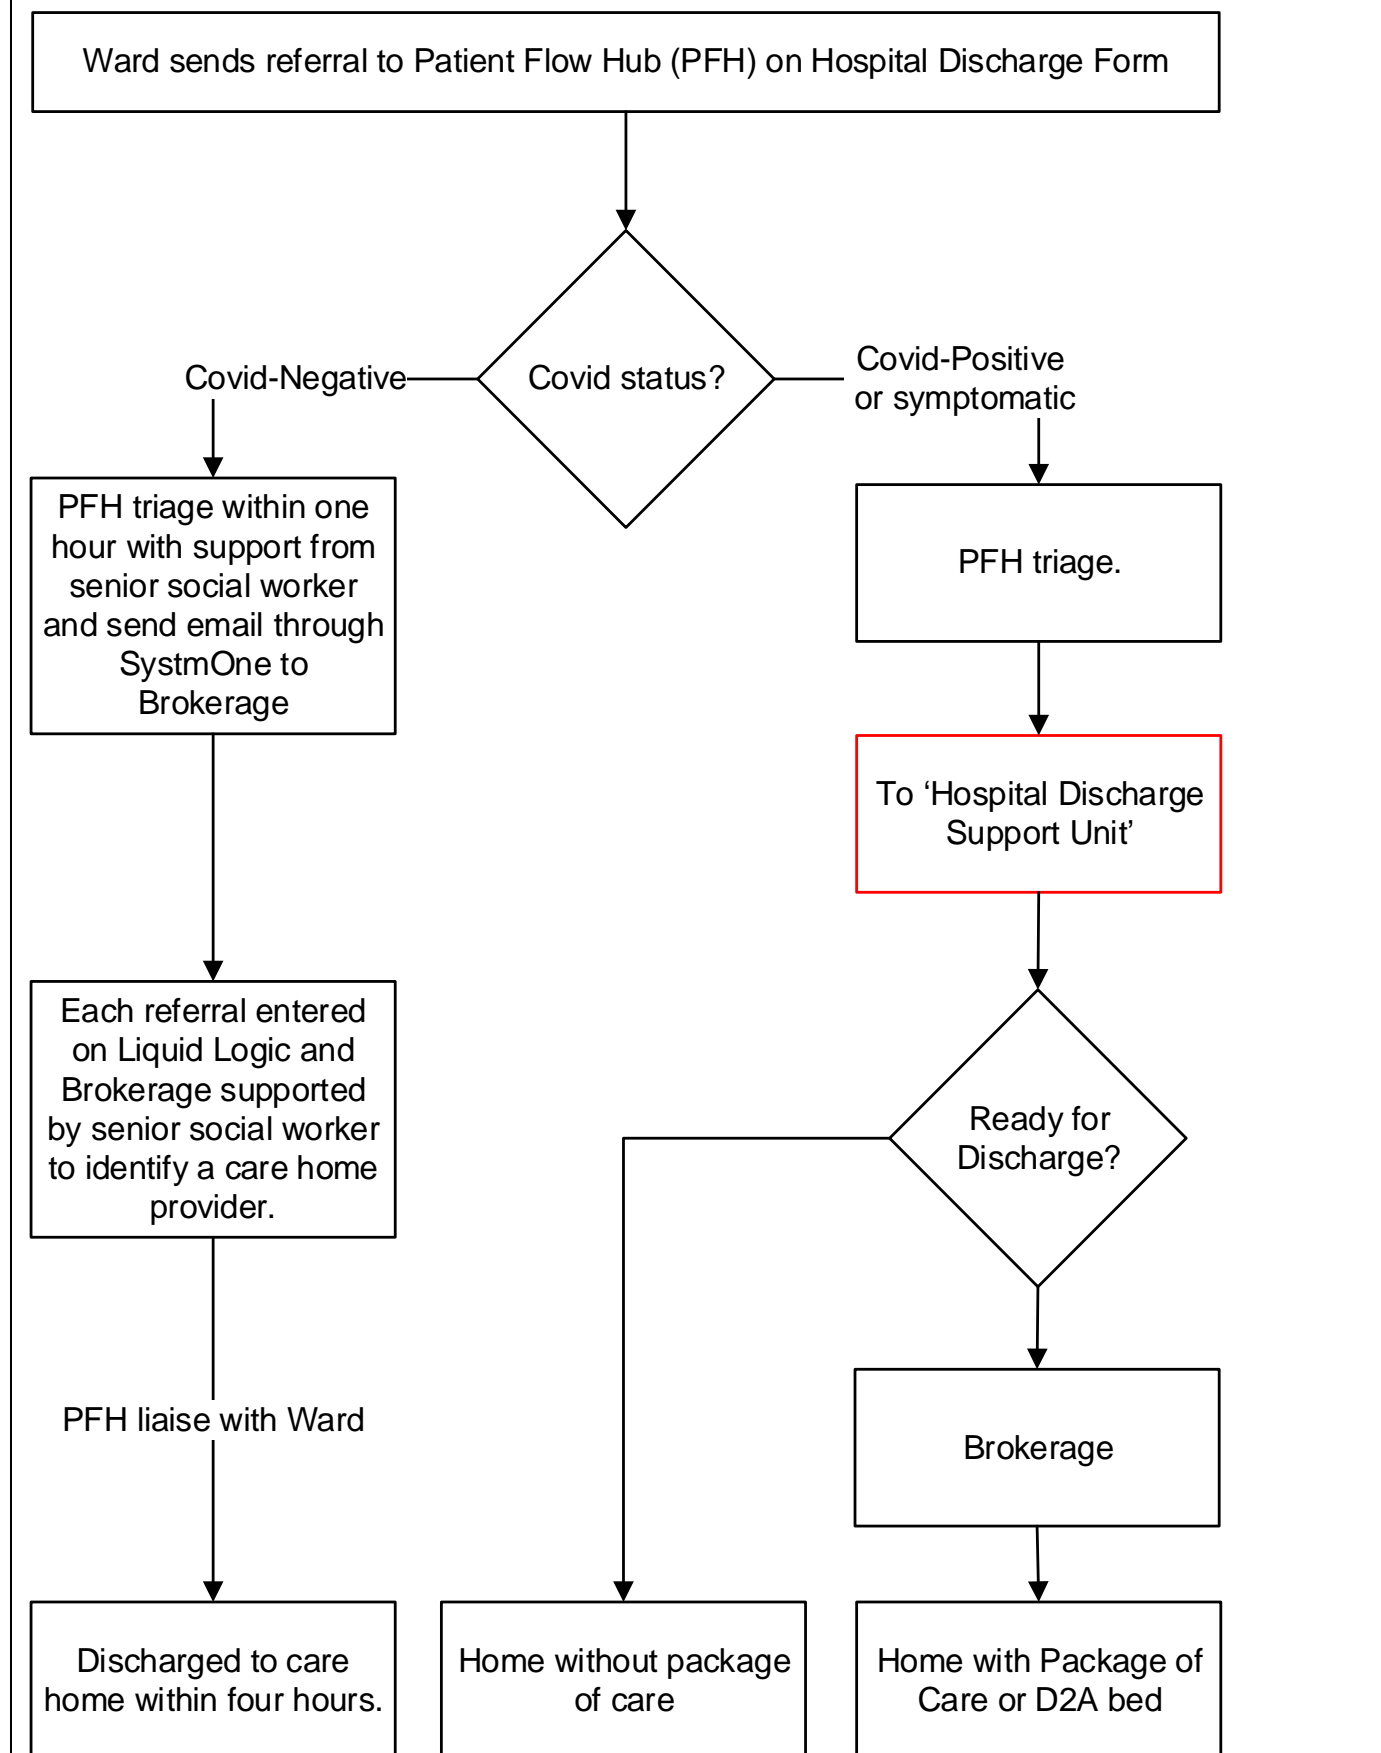 Ward sends referral to Patient Flow Hub (PFH) on Hospital Discharge Form
Covid status?
Covid-Negative
Covid-Positive
or symptomatic
PFH triage within one
hour with support from
senior social worker
and send email through
SystmOne to
Brokerage
PFH triage.
To ‘Hospital Discharge
Support Unit’
Each referral entered
on Liquid Logic and
Brokerage supported
by senior social worker
to identify a care home
provider.
Ready for
Discharge?
PFH liaise with Ward
Brokerage
Discharged to care
home within four hours.
Home without package
of care
Home with Package of
Care or D2A bed